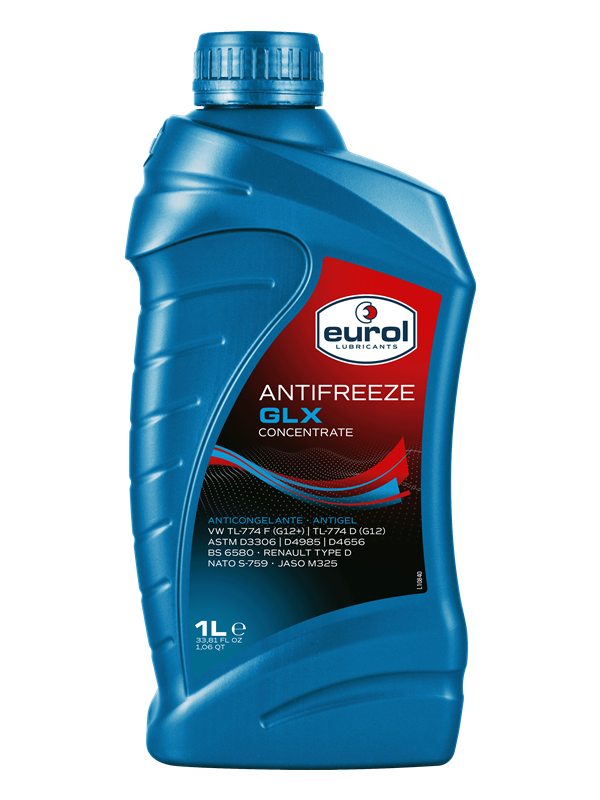 eurol
LUBRICANTS
ANTIFREEZE
GLX
CONCENTRATE
ANTICONGELANTE · ANTIGEL
VW TL-774 F (G12+) | TL-774 D (G12)
ASTM D3306 | D4985 | D4656
BS 6580 · RENAULT TYPE D
NATO S-759 · JASO M325
L10840
1L ℮
33,81 FL OZ
1,06 QT